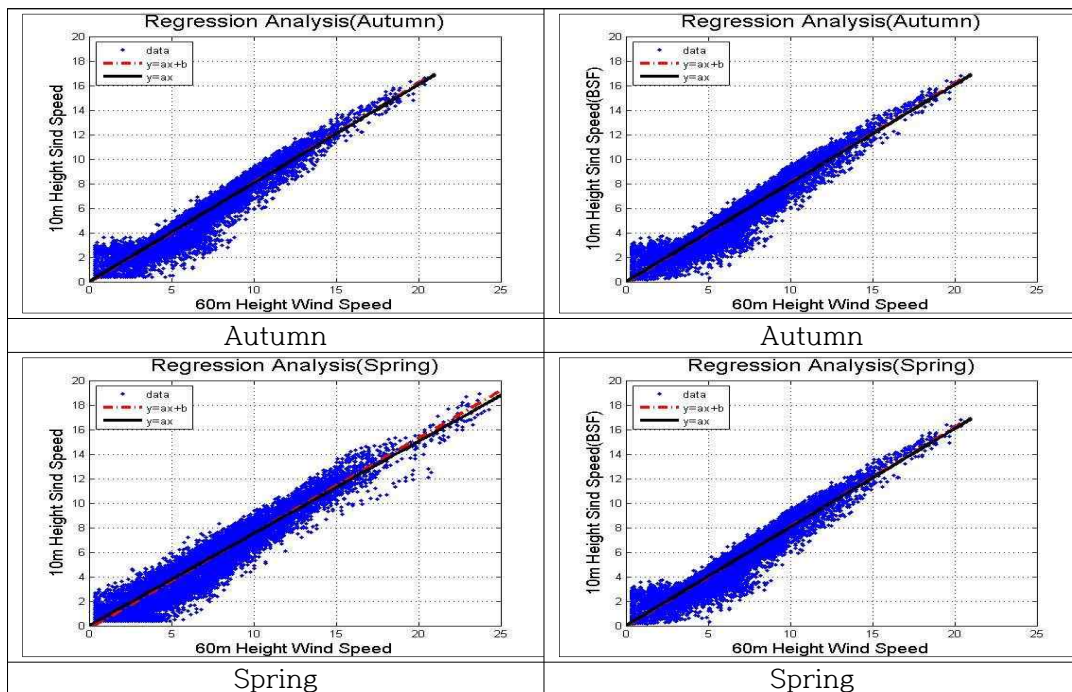 Regression Analysis(Autumn)
20
18
16
14
12
10
8
6
4
2
0
10m Height Sind Speed
data
y=ax+b
y=ax
0 5 10 15 20 25
60m Height Wind Speed
Autumn
Regression Analysis(Autumn)
20
18
16
14
12
10
8
6
4
2
0
10m Height Sind Speed(BSF)
data
y=ax+b
y=ax
0 5 10 15 20 25
60m Height Wind Speed
Autumn
Regression Analysis(Spring)
20
18
16
14
12
10
8
6
4
2
0
10m Height Sind Speed
data
y=ax+b
y=ax
0 5 10 15 20 25
60m Height Wind Speed
Spring
Regression Analysis(Spring)
20
18
16
14
12
10
8
6
4
2
0
10m Height Sind Speed(BSF)
data
y=ax+b
y=ax
0 5 10 15 20 25
60m Height Wind Speed
Spring